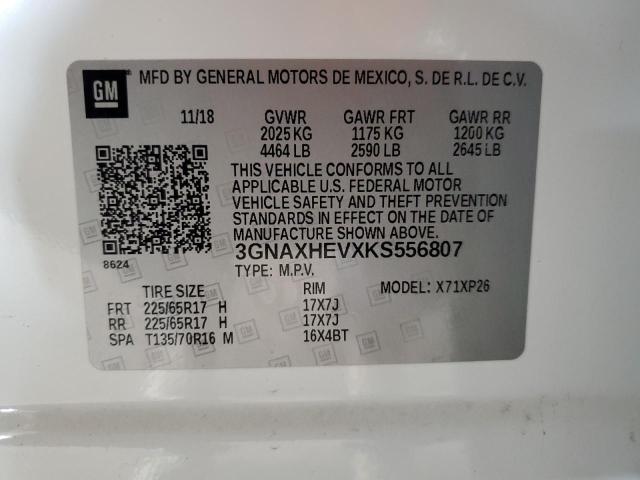 GM® MFD BY GENERAL MOTORS DE MEXICO, S. DE R.L. DE C.V.
11/18 GVWR GAWR FRT GAWR RR
2025 KG 1175 KG 1200 KG
4464 LB 2590 LB 2645 LB
THIS VEHICLE CONFORMS TO ALL
APPLICABLE U.S. FEDERAL MOTOR
VEHICLE SAFETY AND THEFT PREVENTION
STANDARDS IN EFFECT ON THE DATE OF
MANUFACTURE SHOWN ABOVE.
8624
3GNAXHEVXKS556807
TYPE: M.P.V.
TIRE SIZE RIM MODEL: X71XP26
FRT 225/65R17 H 17X7J
RR 225/65R17 H 17X7J
SPA T135/70R16 M 16X4BT